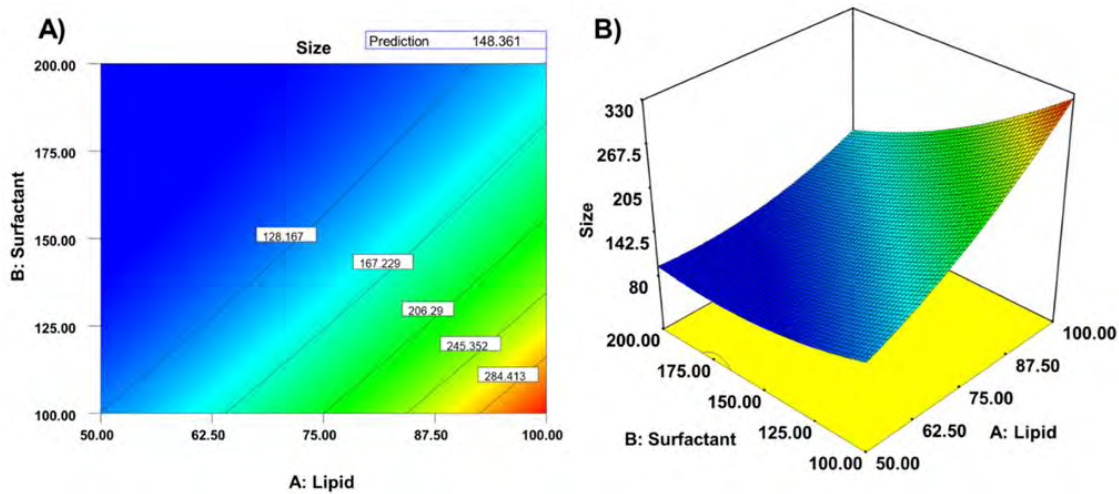 A)
Size
Prediction 148.361
200.00
175.00
150.00
125.00
100.00
B: Surfactant
128.167
167.229
206.29
245.352
284.413
50.00 62.50 75.00 87.50 100.00
A: Lipid
B)
330
267.5
205
142.5
80
Size
200.00
175.00
150.00
125.00
100.00
B: Surfactant
50.00
62.50
75.00
87.50
100.00
A: Lipid